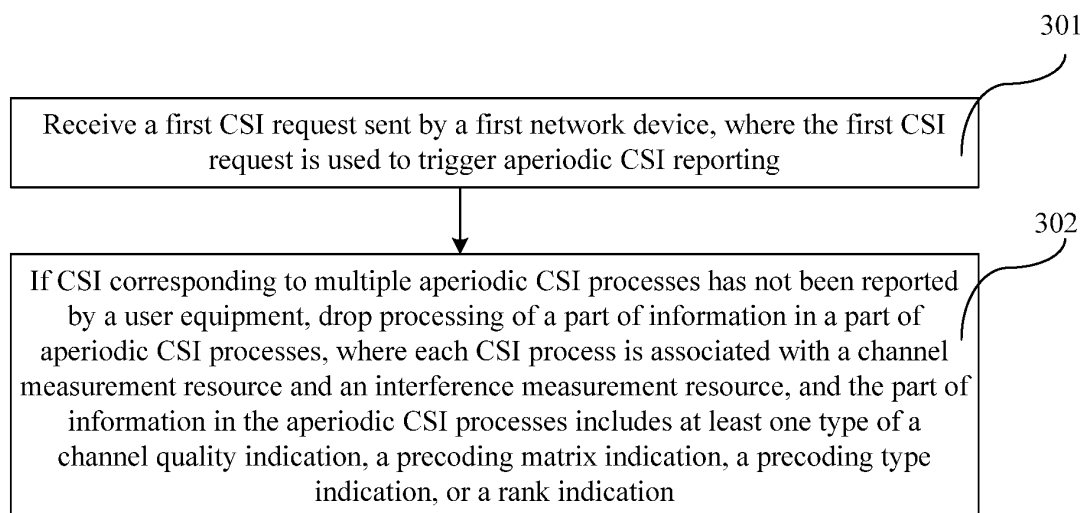 301
Receive a first CSI request sent by a first network device, where the first CSI
request is used to trigger aperiodic CSI reporting
302
If CSI corresponding to multiple aperiodic CSI processes has not been reported
by a user equipment, drop processing of a part of information in a part of
aperiodic CSI processes, where each CSI process is associated with a channel
measurement resource and an interference measurement resource, and the part of
information in the aperiodic CSI processes includes at least one type of a
channel quality indication, a precoding matrix indication, a precoding type
indication, or a rank indication